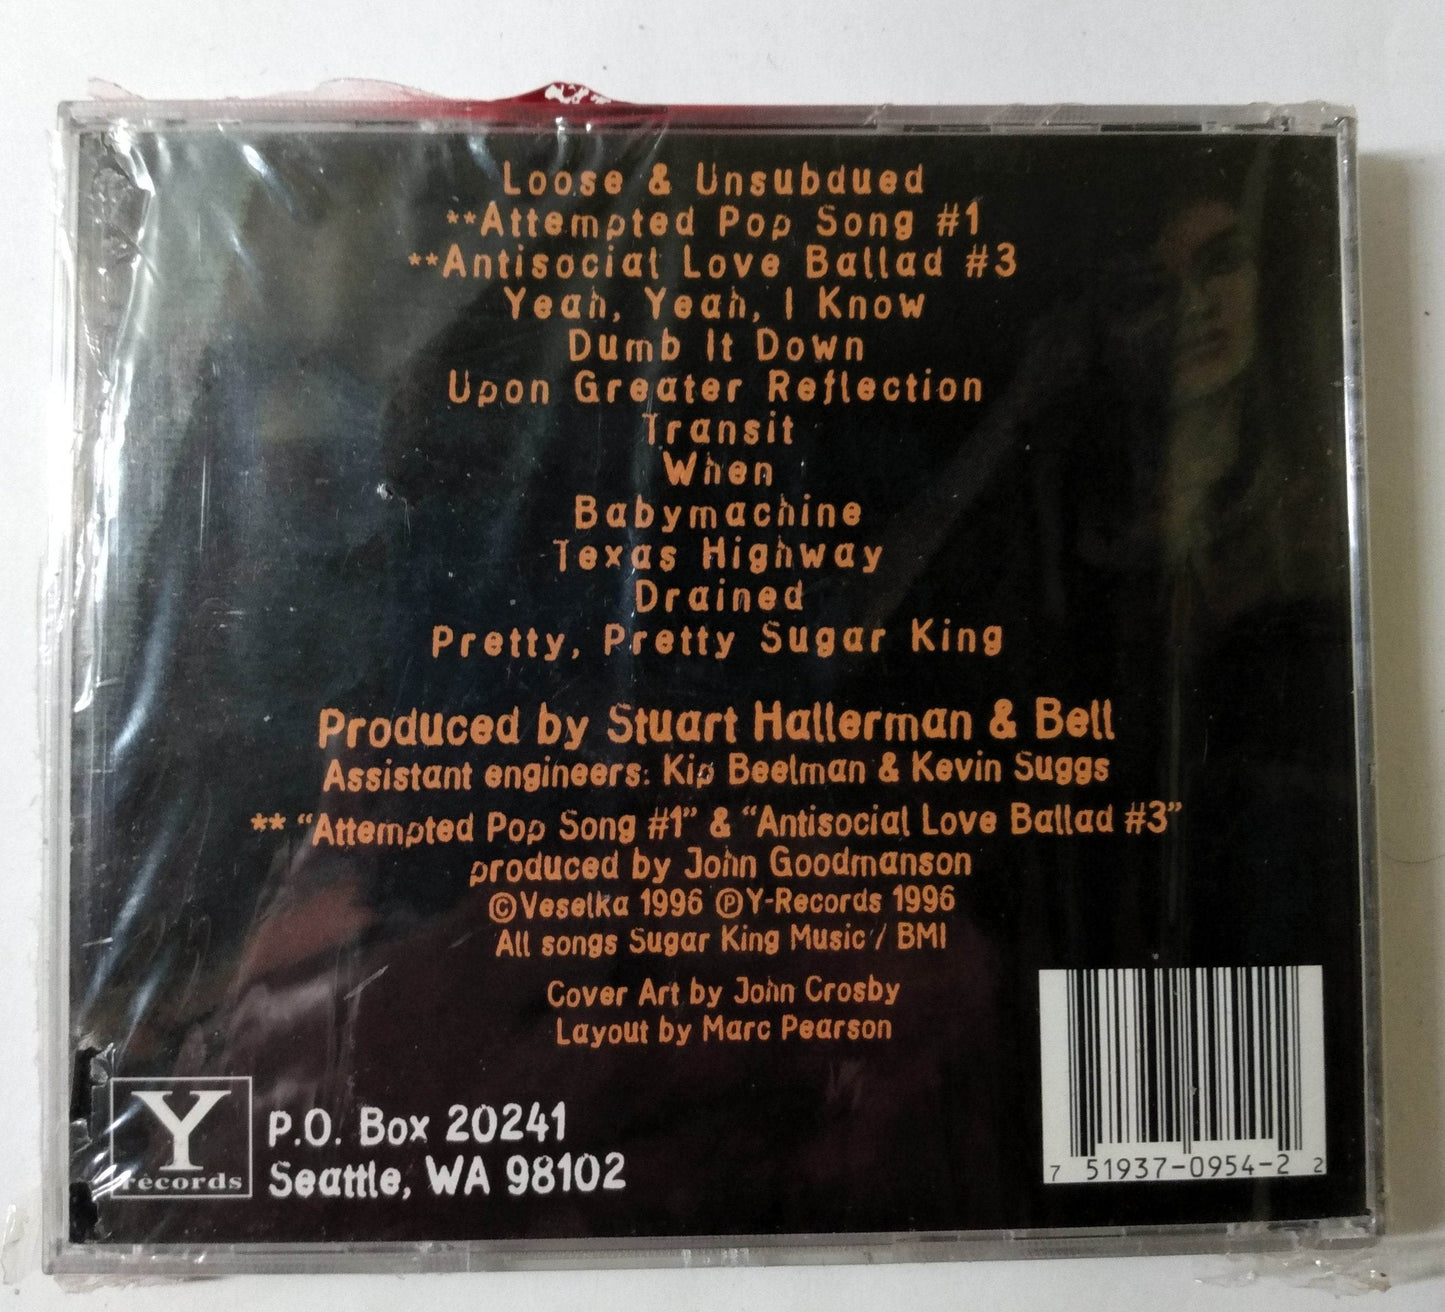 Loose & Unsubdued
**Attempted Pop Song #1
**Antisocial Love Ballad #3
Yeah, Yeah, I Know
Dumb It Down
Upon Greater Reflection
Transit
When
Babymachine
Texas Highway
Drained
Pretty, Pretty Sugar King
Produced by Stuart Hallerman & Bell
Assistant engineers: Kip Beelman & Kevin Suggs
** “Attempted Pop Song #1” & “Antisocial Love Ballad #3”
produced by John Goodmanson
©Veselka 1996 ℗Y-Records 1996
All songs Sugar King Music / BMI
Cover Art by John Crosby
Layout by Marc Pearson
Y
records
P.O. Box 20241
Seattle, WA 98102
7 51937-0954-2 2